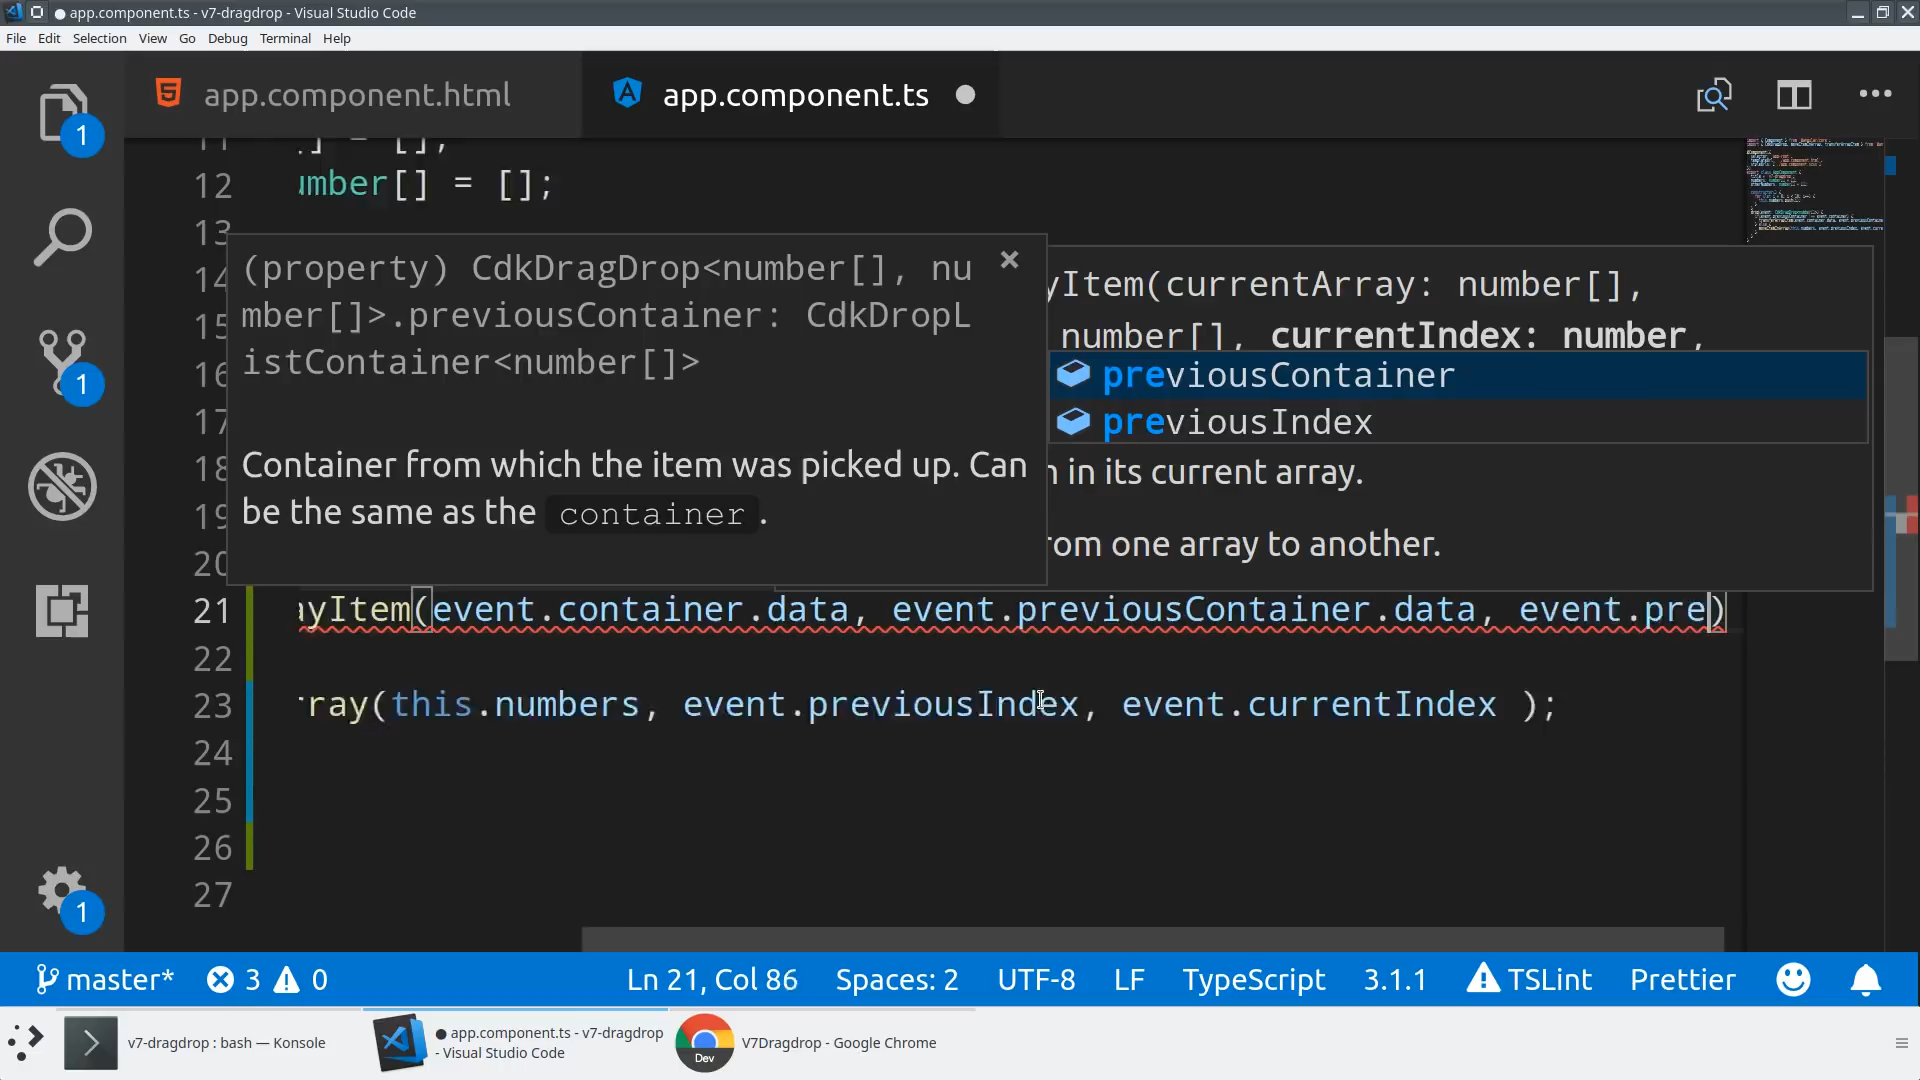 ● app.component.ts - v7-dragdrop - Visual Studio Code
File Edit Selection View Go Debug Terminal Help
app.component.html
app.component.ts ●
1
] = [];
12
umber[] = [];
13
14
15
16
1
17
18
19
20
(property) CdkDragDrop<number[], nu
mber[]>.previousContainer: CdkDropL
istContainer<number[]>
Container from which the item was picked up. Can
be the same as the container.
yItem(currentArray: number[],
number[], currentIndex: number,
previousContainer
previousIndex
n in its current array.
om one array to another.
21
ayItem(event.container.data, event.previousContainer.data, event.pre)
22
23
rray(this.numbers, event.previousIndex, event.currentIndex );
24
25
26
27
1
master* 3 0 Ln 21, Col 86 Spaces: 2 UTF-8 LF TypeScript 3.1.1 TSLint Prettier
v7-dragdrop : bash — Konsole
● app.component.ts - v7-dragdrop
- Visual Studio Code
Dev
V7Dragdrop - Google Chrome